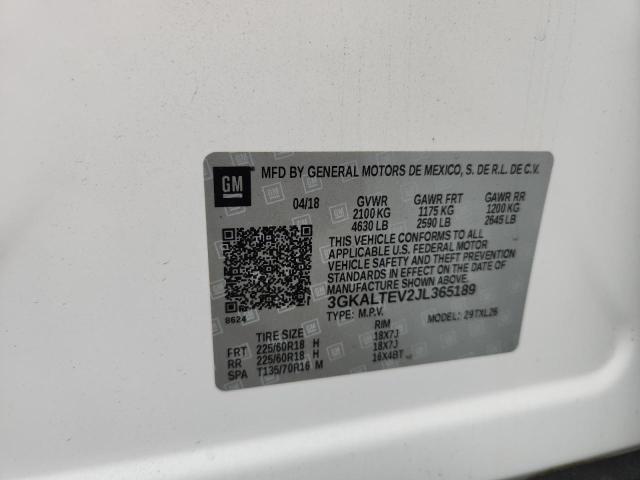 GM MFD BY GENERAL MOTORS DE MEXICO, S. DE R.L. DE C.V.
04/18 GVWR GAWR FRT GAWR RR
2100 KG 1175 KG 1200 KG
4630 LB 2590 LB 2645 LB
THIS VEHICLE CONFORMS TO ALL
APPLICABLE U.S. FEDERAL MOTOR
VEHICLE SAFETY AND THEFT PREVENTION
STANDARDS IN EFFECT ON THE DATE OF
MANUFACTURE SHOWN ABOVE.
3GKALTEV2JL365189
8624 TYPE: M.P.V. MODEL: 29TXL26
TIRE SIZE RIM
FRT 225/60R18 H 18X7J
RR 225/60R18 H 18X7J
SPA T135/70R16 M 16X4BT